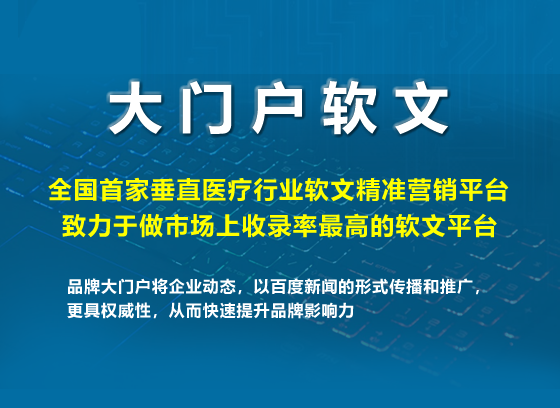 大门户软文
全国首家垂直医疗行业软文精准营销平台
致力于做市场上收录率最高的软文平台
品牌大门户将企业动态，以百度新闻的形式传播和推广，
更具权威性，从而快速提升品牌影响力